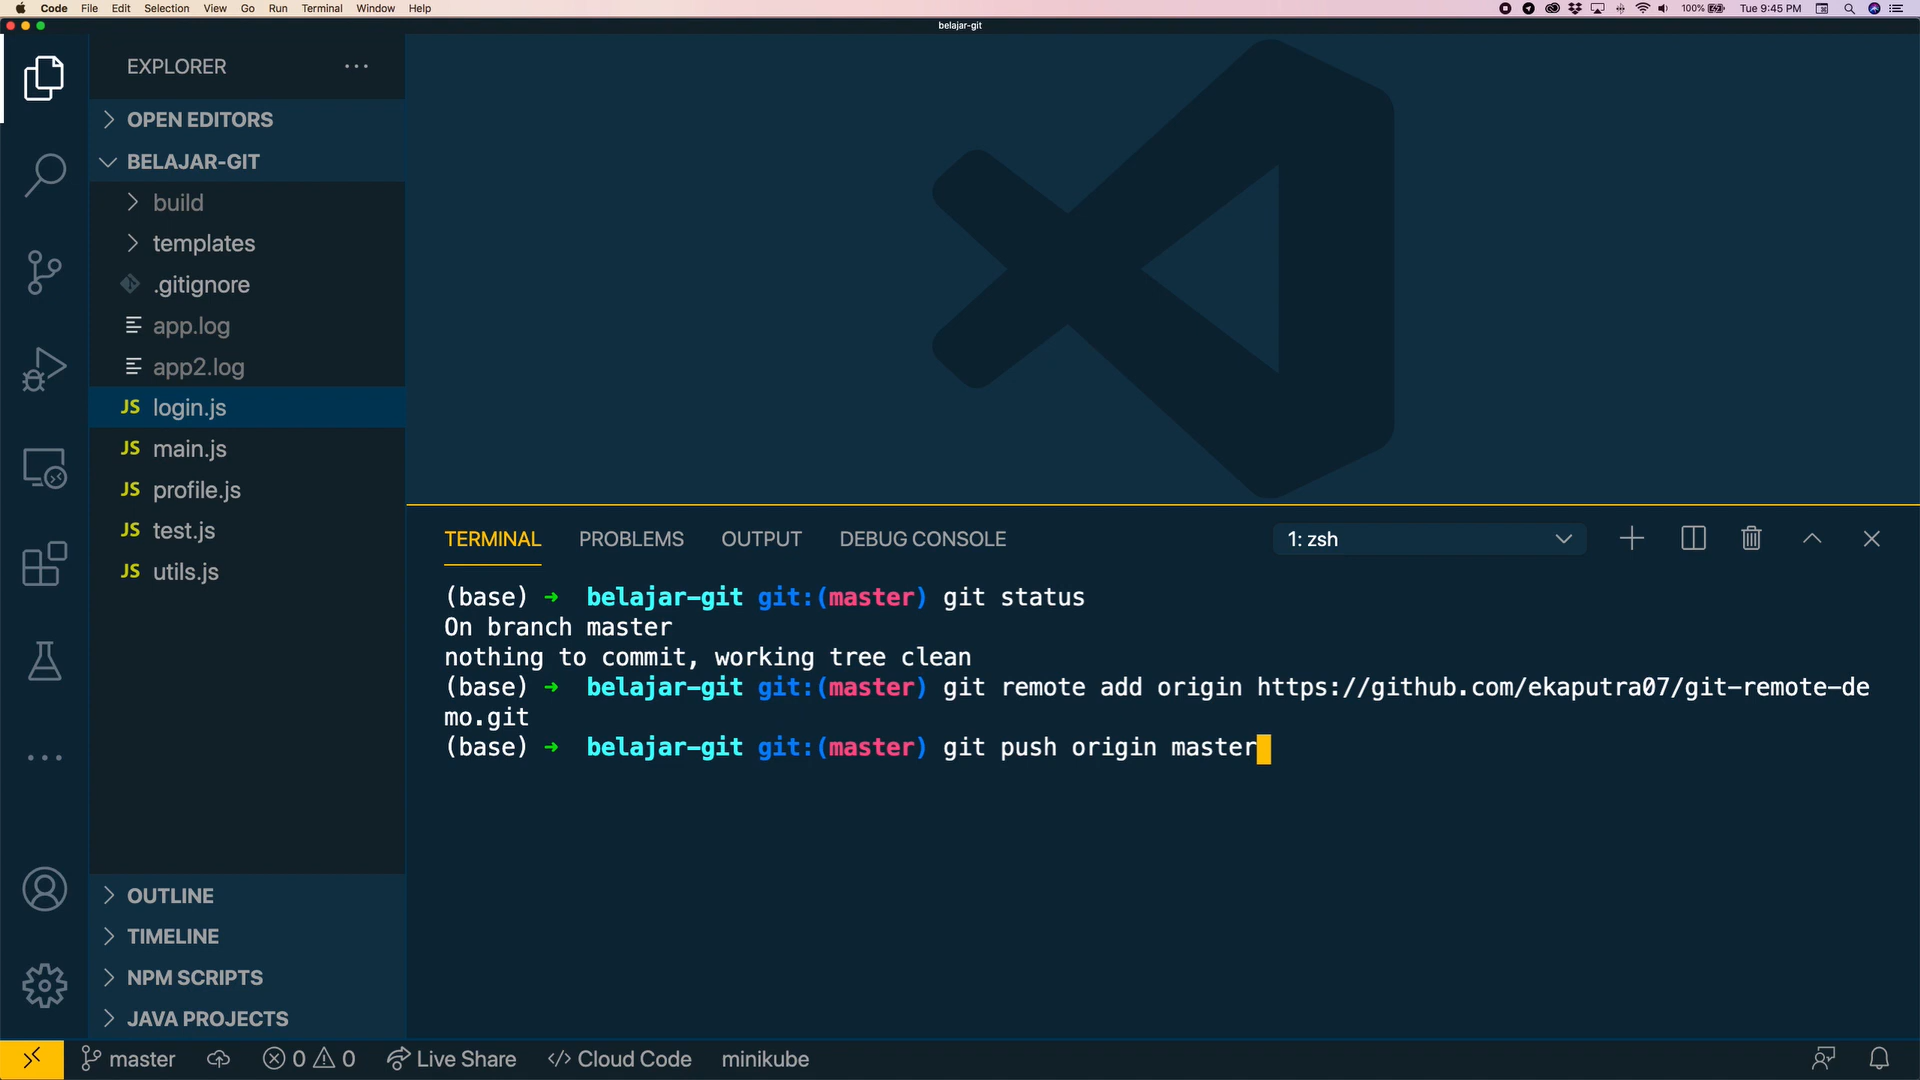 Code File Edit Selection View Go Run Terminal Window Help
100% Tue 9:45 PM
belajar-git
EXPLORER
OPEN EDITORS
BELAJAR-GIT
build
templates
.gitignore
app.log
app2.log
JS login.js
JS main.js
JS profile.js
JS test.js
JS utils.js
OUTLINE
TIMELINE
NPM SCRIPTS
JAVA PROJECTS
TERMINAL PROBLEMS OUTPUT DEBUG CONSOLE 1: zsh
(base) ➜ belajar-git git:(master) git status
On branch master
nothing to commit, working tree clean
(base) ➜ belajar-git git:(master) git remote add origin https://github.com/ekaputra07/git-remote-de
mo.git
(base) ➜ belajar-git git:(master) git push origin master
master 0 0 Live Share Cloud Code minikube